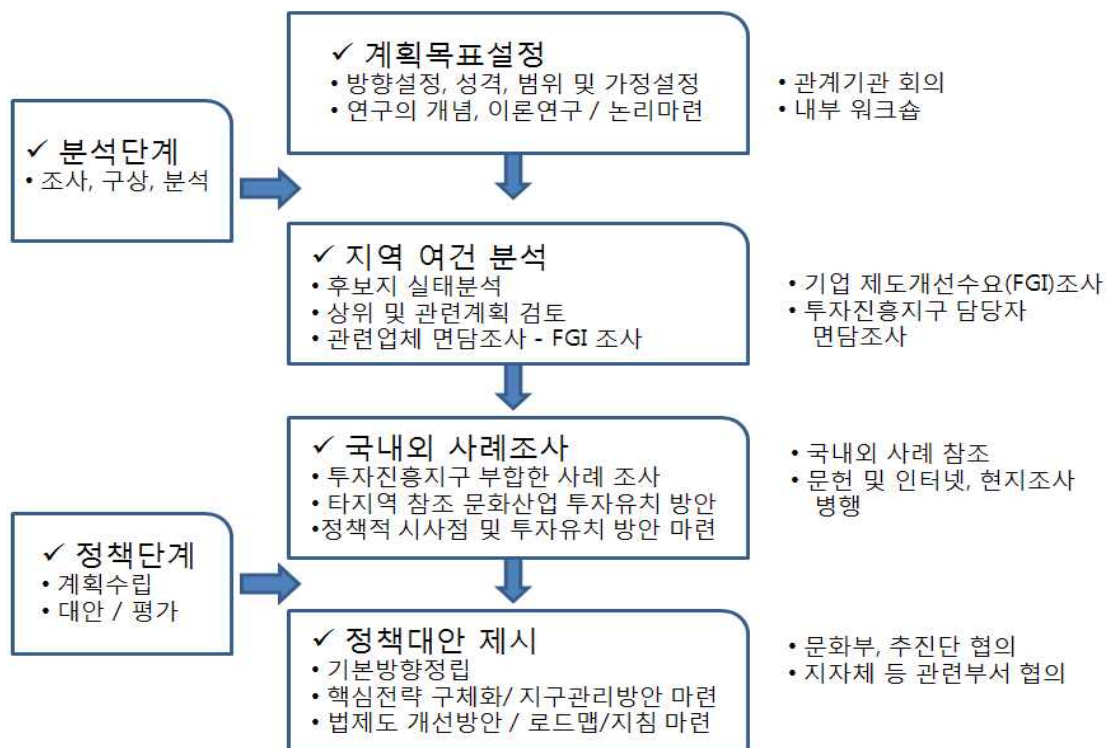 ✓ 계획목표설정
• 방향설정, 성격, 범위 및 가정설정
• 연구의 개념, 이론연구 / 논리마련
• 관계기관 회의
• 내부 워크숍
✓ 분석단계
• 조사, 구상, 분석
✓ 지역 여건 분석
• 후보지 실태분석
• 상위 및 관련계획 검토
• 관련업체 면담조사 - FGI 조사
• 기업 제도개선수요(FGI)조사
• 투자진흥지구 담당자
면담조사
✓ 국내외 사례조사
• 투자진흥지구 부합한 사례 조사
• 타지역 참조 문화산업 투자유치 방안
•정책적 시사점 및 투자유치 방안 마련
• 국내외 사례 참조
• 문헌 및 인터넷, 현지조사
병행
✓ 정책단계
• 계획수립
• 대안 / 평가
✓ 정책대안 제시
• 기본방향정립
• 핵심전략 구체화/ 지구관리방안 마련
• 법제도 개선방안 / 로드맵/지침 마련
• 문화부, 추진단 협의
• 지자체 등 관련부서 협의